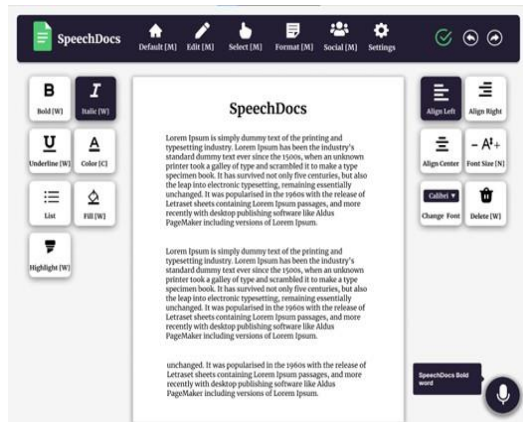 SpeechDocs
Default [M]
Edit [M]
Select [M]
Format [M]
Social [M]
Settings
B
Bold [W]
I
Italic [W]
U
Underline [W]
A
Color [C]
List
Fill [W]
Highlight [W]
SpeechDocs
Lorem Ipsum is simply dummy text of the printing and
typesetting industry. Lorem Ipsum has been the industry's
standard dummy text ever since the 1500s, when an unknown
printer took a galley of type and scrambled it to make a type
specimen book. It has survived not only five centuries, but also
the leap into electronic typesetting, remaining essentially
unchanged. It was popularised in the 1960s with the release of
Letraset sheets containing Lorem Ipsum passages, and more
recently with desktop publishing software like Aldus
PageMaker including versions of Lorem Ipsum.
Lorem Ipsum is simply dummy text of the printing and
typesetting industry. Lorem Ipsum has been the industry's
standard dummy text ever since the 1500s, when an unknown
printer took a galley of type and scrambled it to make a type
specimen book. It has survived not only five centuries, but also
the leap into electronic typesetting, remaining essentially
unchanged. It was popularised in the 1960s with the release of
Letraset sheets containing Lorem Ipsum passages, and more
recently with desktop publishing software like Aldus
PageMaker including versions of Lorem Ipsum.
unchanged. It was popularised in the 1960s with the release of
Letraset sheets containing Lorem Ipsum passages, and more
recently with desktop publishing software like Aldus
PageMaker including versions of Lorem Ipsum.
Align Left
Align Right
Align Center
- A +
Font Size [N]
Calibri
Change Font
Delete [W]
SpeechDocs Bold
word